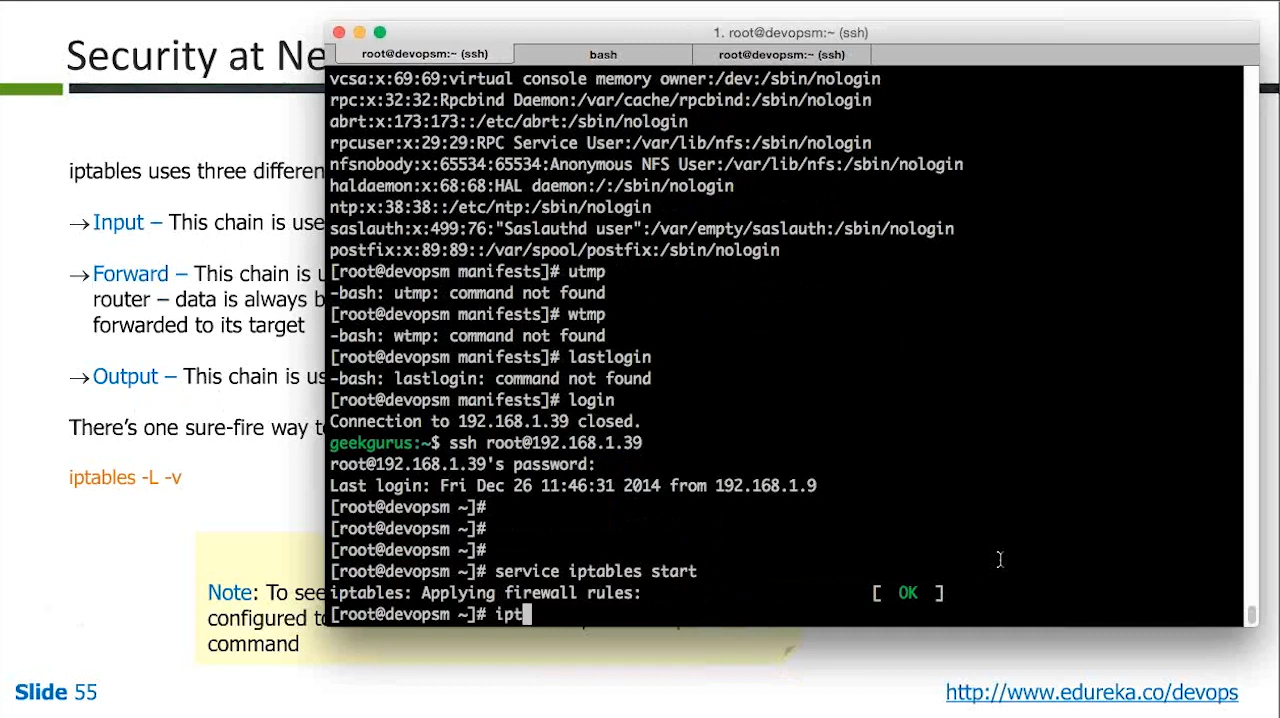 Security at Ne
iptables uses three differen
→Input – This chain is use
→Forward – This chain is u
router – data is always b
forwarded to its target
→Output – This chain is us
There's one sure-fire way t
iptables -L -v
Note: To see
configured t
command
Slide 55
http://www.edureka.co/devops
1. root@devopsm:~ (ssh)
root@devopsm:~ (ssh)
bash
root@devopsm:~ (ssh)
vcsa:x:69:69:virtual console memory owner:/dev:/sbin/nologin
rpc:x:32:32:Rpcbind Daemon:/var/cache/rpcbind:/sbin/nologin
abrt:x:173:173::/etc/abrt:/sbin/nologin
rpcuser:x:29:29:RPC Service User:/var/lib/nfs:/sbin/nologin
nfsnobody:x:65534:65534:Anonymous NFS User:/var/lib/nfs:/sbin/nologin
haldaemon:x:68:68:HAL daemon:/:/sbin/nologin
ntp:x:38:38::/etc/ntp:/sbin/nologin
saslauth:x:499:76:"Saslauthd user":/var/empty/saslauth:/sbin/nologin
postfix:x:89:89::/var/spool/postfix:/sbin/nologin
[root@devopsm manifests]# utmp
-bash: utmp: command not found
[root@devopsm manifests]# wtmp
-bash: wtmp: command not found
[root@devopsm manifests]# lastlogin
-bash: lastlogin: command not found
[root@devopsm manifests]# login
Connection to 192.168.1.39 closed.
geekgurus:~$ ssh root@192.168.1.39
root@192.168.1.39's password:
Last login: Fri Dec 26 11:46:31 2014 from 192.168.1.9
[root@devopsm ~]#
[root@devopsm ~]#
[root@devopsm ~]#
[root@devopsm ~]# service iptables start
iptables: Applying firewall rules: [ OK ]
[root@devopsm ~]# ipt